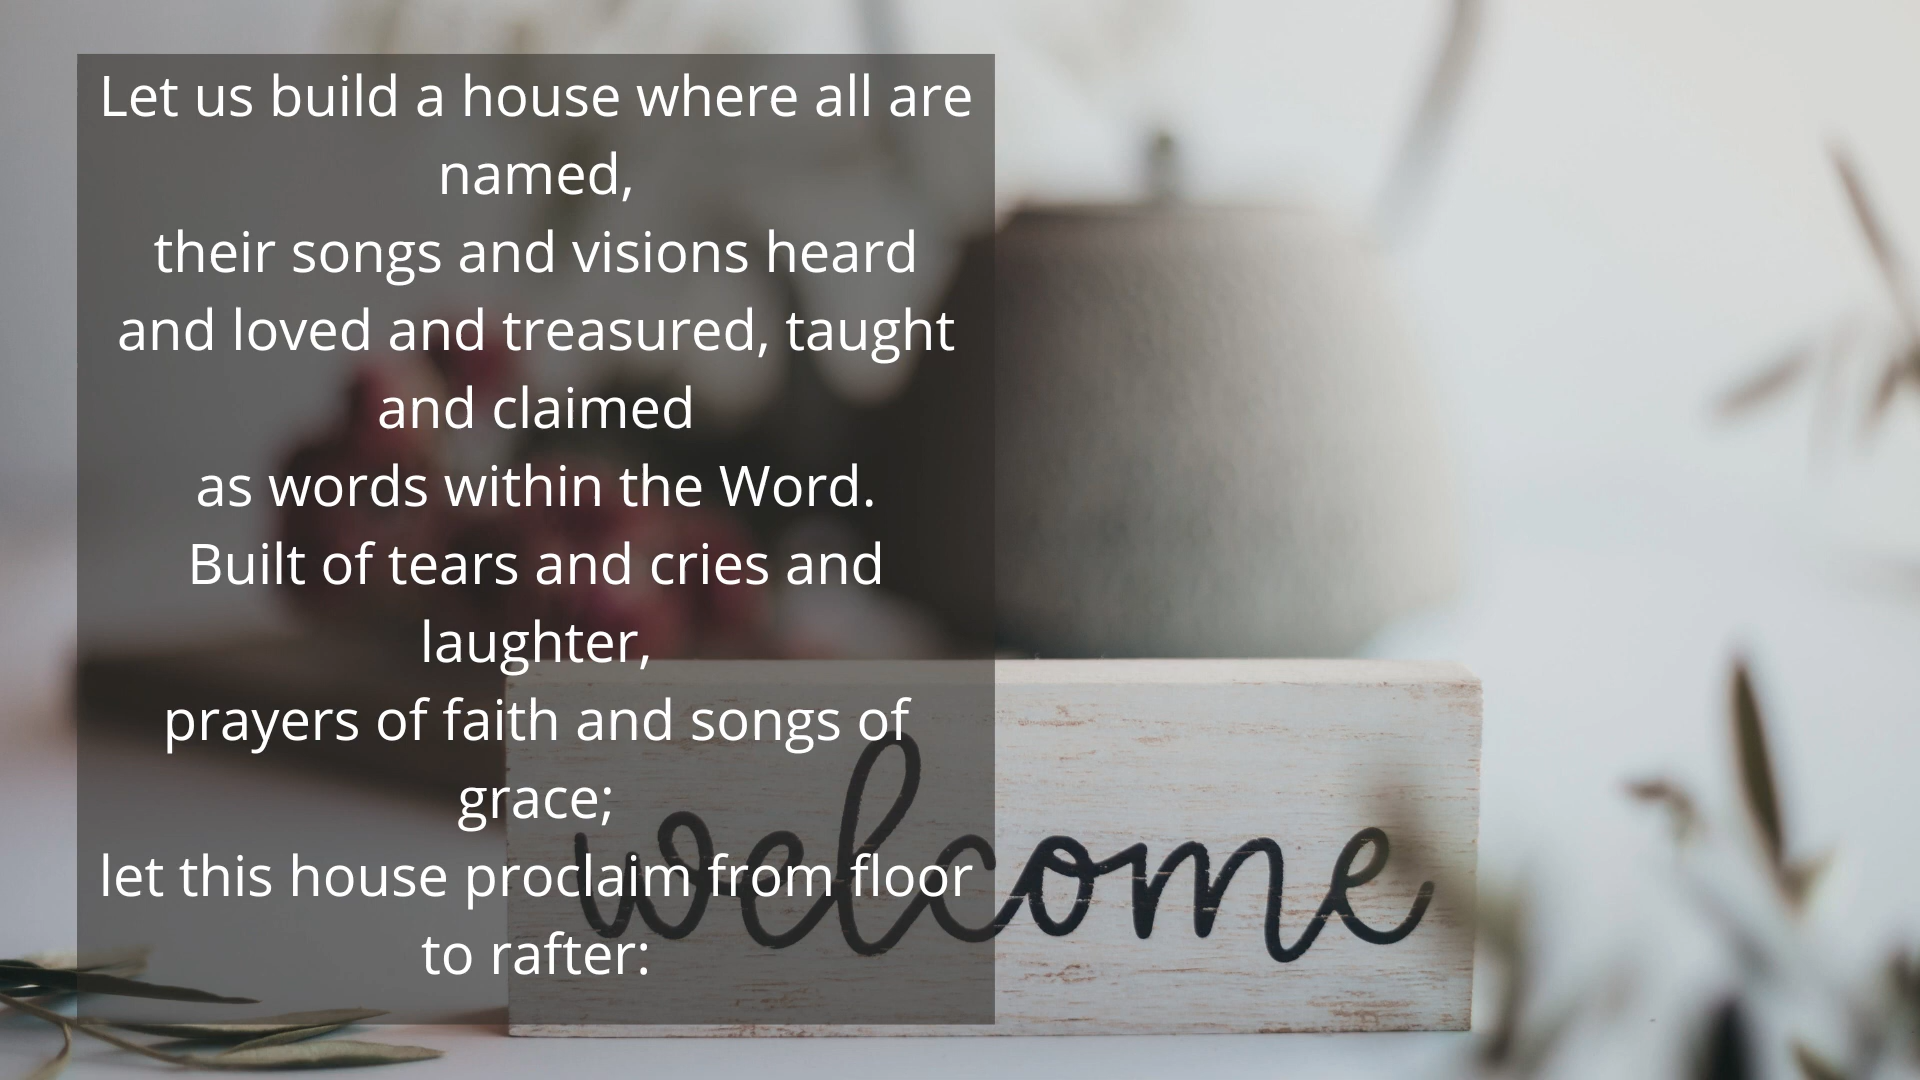 Let us build a house where all are
named,
their songs and visions heard
and loved and treasured, taught
and claimed
as words within the Word.
Built of tears and cries and
laughter,
prayers of faith and songs of
grace;
let this house proclaim from floor
to rafter:
welcome